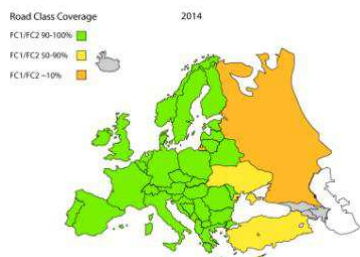 Road Class Coverage 2014
FC1/FC2 90-100%
FC1/FC2 50-90%
FC1/FC2 ~10%